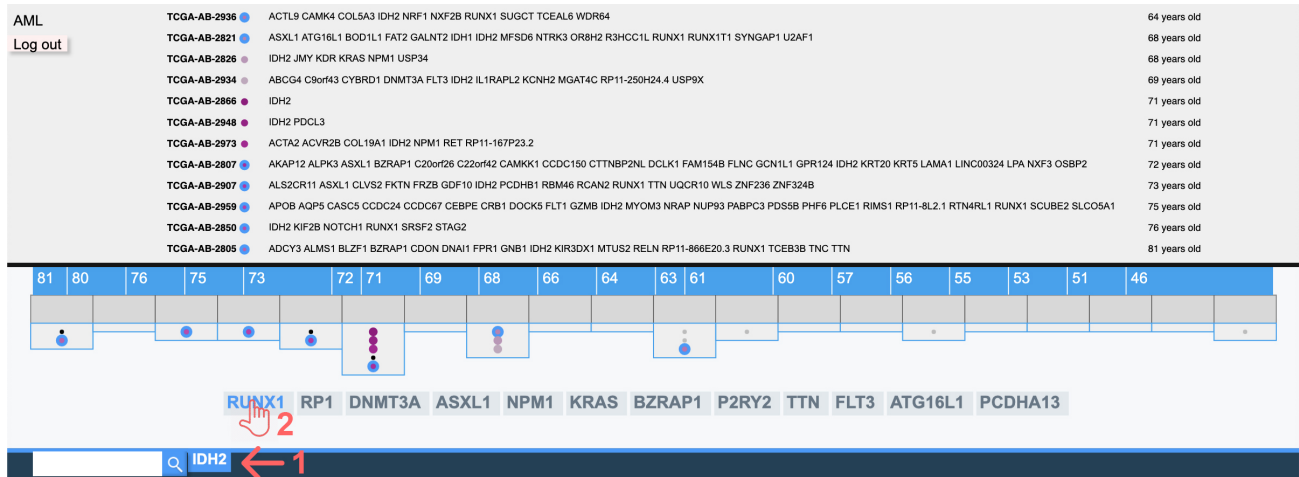 AML
Log out
TCGA-AB-2936 ACTL9 CAMK4 COL5A3 IDH2 NRF1 NXF2B RUNX1 SUGCT TCEAL6 WDR64 64 years old
TCGA-AB-2821 ASXL1 ATG16L1 BOD1L1 FAT2 GALNT2 IDH1 IDH2 MFSD6 NTRK3 OR8H2 R3HCC1L RUNX1 RUNX1T1 SYNGAP1 U2AF1 68 years old
TCGA-AB-2826 IDH2 JMY KDR KRAS NPM1 USP34 68 years old
TCGA-AB-2934 ABCG4 C9orf43 CYBRD1 DNMT3A FLT3 IDH2 IL1RAPL2 KCNH2 MGAT4C RP11-250H24.4 USP9X 69 years old
TCGA-AB-2866 IDH2 71 years old
TCGA-AB-2948 IDH2 PDCL3 71 years old
TCGA-AB-2973 ACTA2 ACVR2B COL19A1 IDH2 NPM1 RET RP11-167P23.2 71 years old
TCGA-AB-2807 AKAP12 ALPK3 ASXL1 BZRAP1 C20orf26 C22orf42 CAMKK1 CCDC150 CTTNBP2NL DCLK1 FAM154B FLNC GCN1L1 GPR124 IDH2 KRT20 KRT5 LAMA1 LINC00324 LPA NXF3 OSBP2 72 years old
TCGA-AB-2907 ALS2CR11 ASXL1 CLVS2 FKTN FRZB GDF10 IDH2 PCDHB1 RBM46 RCAN2 RUNX1 TTN UQCR10 WLS ZNF236 ZNF324B 73 years old
TCGA-AB-2959 APOB AQP5 CASC5 CCDC24 CCDC67 CEBPE CRB1 DOCK5 FLT1 GZMB IDH2 MYOM3 NRAP NUP93 PABPC3 PDS5B PHF6 PLCE1 RIMS1 RP11-8L2.1 RTN4RL1 RUNX1 SCUBE2 SLCO5A1 75 years old
TCGA-AB-2850 IDH2 KIF2B NOTCH1 RUNX1 SRSF2 STAG2 76 years old
TCGA-AB-2805 ADCY3 ALMS1 BLZF1 BZRAP1 CDON DNAI1 FPR1 GNB1 IDH2 KIR3DX1 MTUS2 RELN RP11-866E20.3 RUNX1 TCEB3B TNC TTN 81 years old
81 80 76 75 73 72 71 69 68 66 64 63 61 60 57 56 55 53 51 46
RUNX1 RP1 DNMT3A ASXL1 NPM1 KRAS BZRAP1 P2RY2 TTN FLT3 ATG16L1 PCDHA13
2
IDH2 1